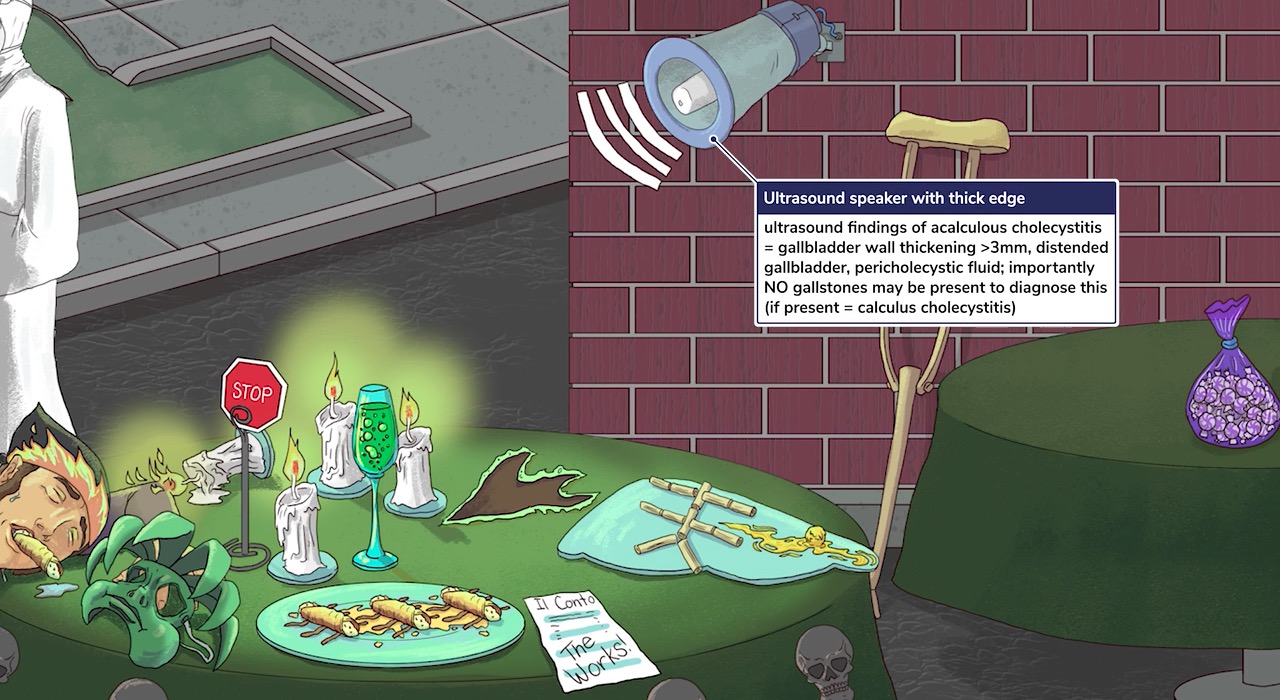 Ultrasound speaker with thick edge
ultrasound findings of acalculous cholecystitis
= gallbladder wall thickening >3mm, distended
gallbladder, pericholecystic fluid; importantly
NO gallstones may be present to diagnose this
(if present = calculus cholecystitis)
STOP
Il Conto
The
Works!